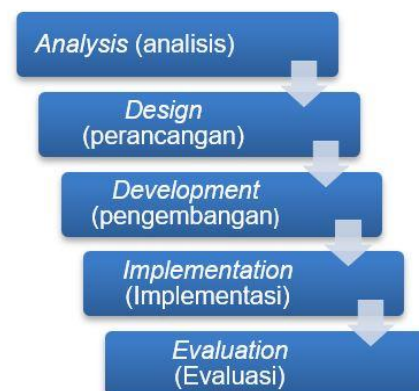 Analysis (analisis)
Design
(perancangan)
Development
(pengembangan)
Implementation
(Implementasi)
Evaluation
(Evaluasi)